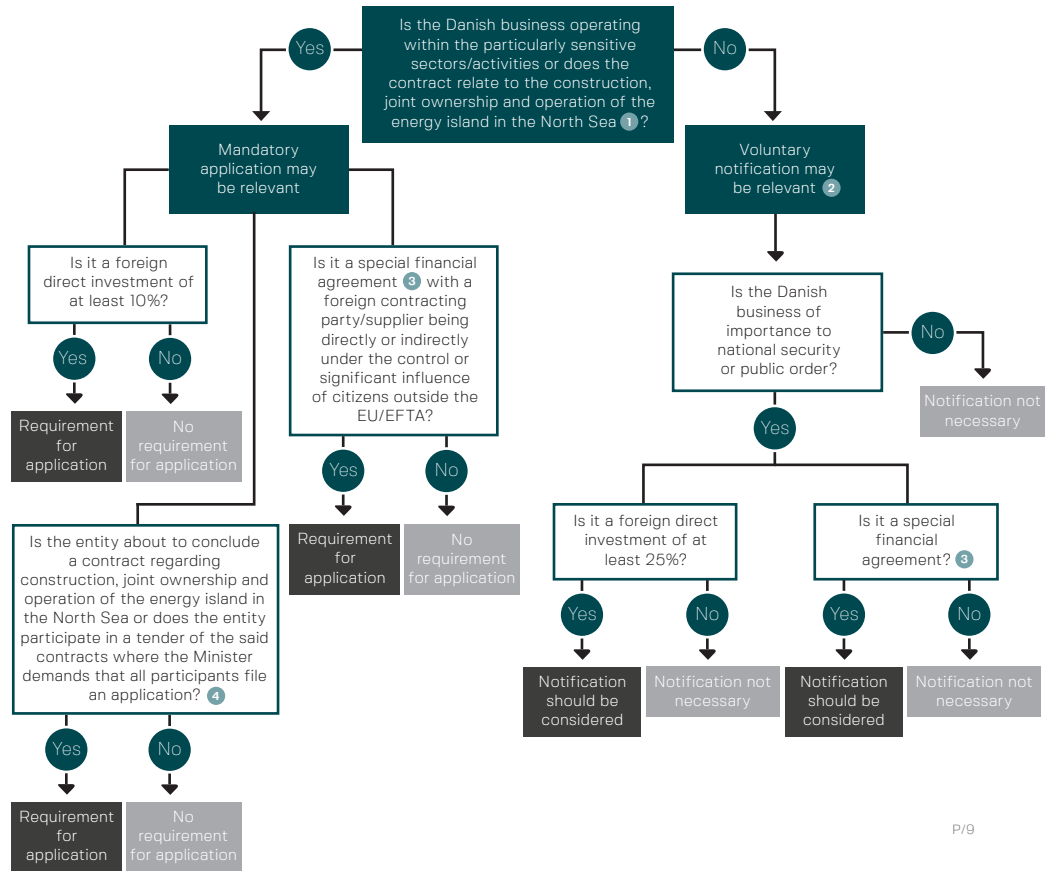 Is the Danish business operating
within the particularly sensitive
sectors/activities or does the
contract relate to the construction,
joint ownership and operation of the
energy island in the North Sea 1 ?
Yes
No
Mandatory
application may
be relevant
Voluntary
notification may
be relevant 2
Is it a foreign
direct investment of
at least 10%?
Yes
No
Requirement
for
application
No
requirement
for application
Is it a special financial
agreement 3 with a
foreign contracting
party/supplier being
directly or indirectly
under the control or
significant influence
of citizens outside the
EU/EFTA?
Yes
No
Requirement
for
application
No
requirement
for application
Is the entity about to conclude
a contract regarding
construction, joint ownership and
operation of the energy island in
the North Sea or does the entity
participate in a tender of the said
contracts where the Minister
demands that all participants file
an application? 4
Yes
No
Requirement
for
application
No
requirement
for application
Is the Danish
business of
importance to
national security
or public order?
No
Notification not
necessary
Yes
Is it a foreign direct
investment of at
least 25%?
Yes
No
Notification
should be
considered
Notification not
necessary
Is it a special
financial
agreement? 3
Yes
No
Notification
should be
considered
Notification not
necessary
P/9